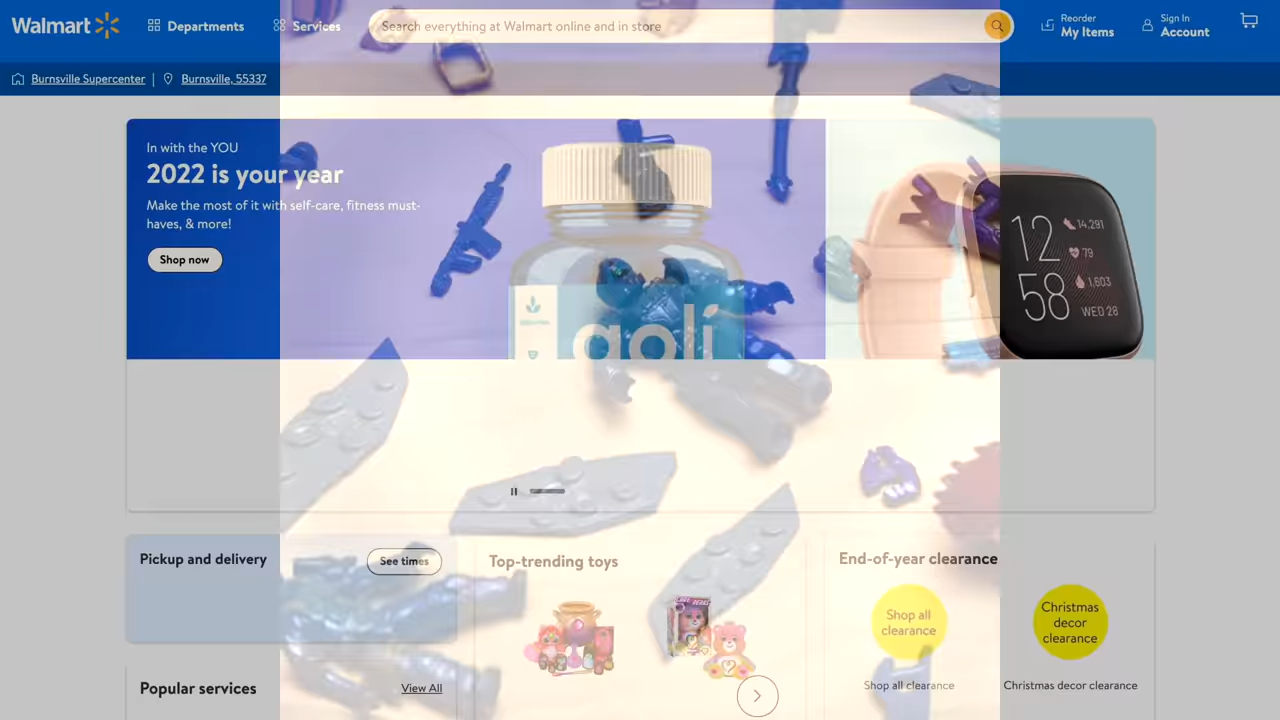 Walmart
Departments
Services
Search everything at Walmart online and in store
Reorder
My Items
Sign In
Account
Burnsville Supercenter | Burnsville, 55337
In with the YOU
2022 is your year
Make the most of it with self-care, fitness must-
haves, & more!
Shop now
goli
12
58
14,291
79
1,603
WED 28
Pickup and delivery
See times
Top-trending toys
End-of-year clearance
Shop all
clearance
Christmas
decor
clearance
Shop all clearance
Christmas decor clearance
Popular services
View All